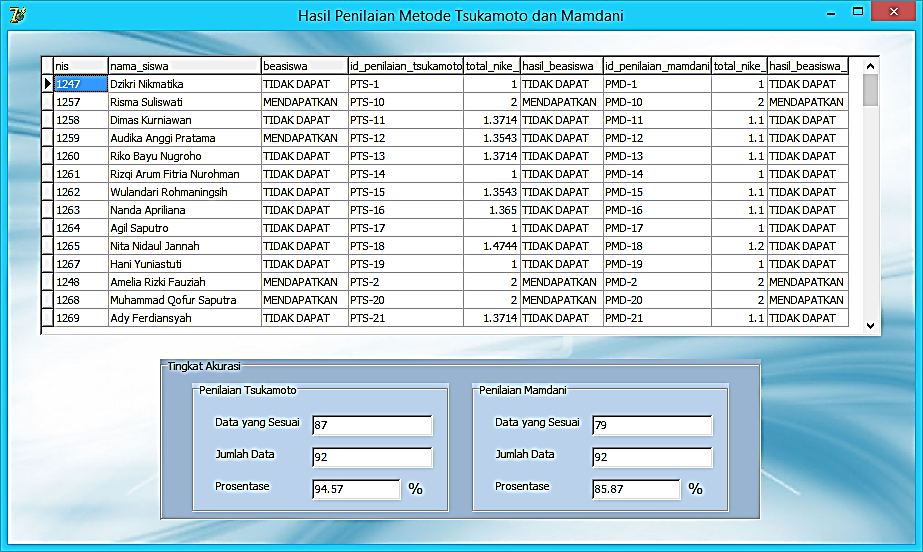 Hasil Penilaian Metode Tsukamoto dan Mamdani
nis nama_siswa beasiswa id_penilaian_tsukamoto total_nike_ hasil_beasiswa id_penilaian_mamdani total_nike_ hasil_beasiswa_
1247 Dzikri Nikmatika TIDAK DAPAT PTS-1 1 TIDAK DAPAT PMD-1 1 TIDAK DAPAT
1257 Risma Suliswati MENDAPATKAN PTS-10 2 MENDAPATKAN PMD-10 2 MENDAPATKAN
1258 Dimas Kurniawan TIDAK DAPAT PTS-11 1.3714 TIDAK DAPAT PMD-11 1.1 TIDAK DAPAT
1259 Audika Anggi Pratama MENDAPATKAN PTS-12 1.3543 TIDAK DAPAT PMD-12 1.1 TIDAK DAPAT
1260 Riko Bayu Nugroho TIDAK DAPAT PTS-13 1.3714 TIDAK DAPAT PMD-13 1.1 TIDAK DAPAT
1261 Rizqi Arum Fitria Nurohman TIDAK DAPAT PTS-14 1 TIDAK DAPAT PMD-14 1 TIDAK DAPAT
1262 Wulandari Rohmaningsih TIDAK DAPAT PTS-15 1.3543 TIDAK DAPAT PMD-15 1.1 TIDAK DAPAT
1263 Nanda Apriliana TIDAK DAPAT PTS-16 1.365 TIDAK DAPAT PMD-16 1.1 TIDAK DAPAT
1264 Agil Saputro TIDAK DAPAT PTS-17 1 TIDAK DAPAT PMD-17 1 TIDAK DAPAT
1265 Nita Nidaul Jannah TIDAK DAPAT PTS-18 1.4744 TIDAK DAPAT PMD-18 1.2 TIDAK DAPAT
1267 Hani Yuniastuti TIDAK DAPAT PTS-19 1 TIDAK DAPAT PMD-19 1 TIDAK DAPAT
1248 Amelia Rizki Fauziah MENDAPATKAN PTS-2 2 MENDAPATKAN PMD-2 2 MENDAPATKAN
1268 Muhammad Qofur Saputra MENDAPATKAN PTS-20 2 MENDAPATKAN PMD-20 2 MENDAPATKAN
1269 Ady Ferdiansyah TIDAK DAPAT PTS-21 1.3714 TIDAK DAPAT PMD-21 1.1 TIDAK DAPAT
Tingkat Akurasi
Penilaian Tsukamoto
Data yang Sesuai 87
Jumlah Data 92
Prosentase 94.57 %
Penilaian Mamdani
Data yang Sesuai 79
Jumlah Data 92
Prosentase 85.87 %